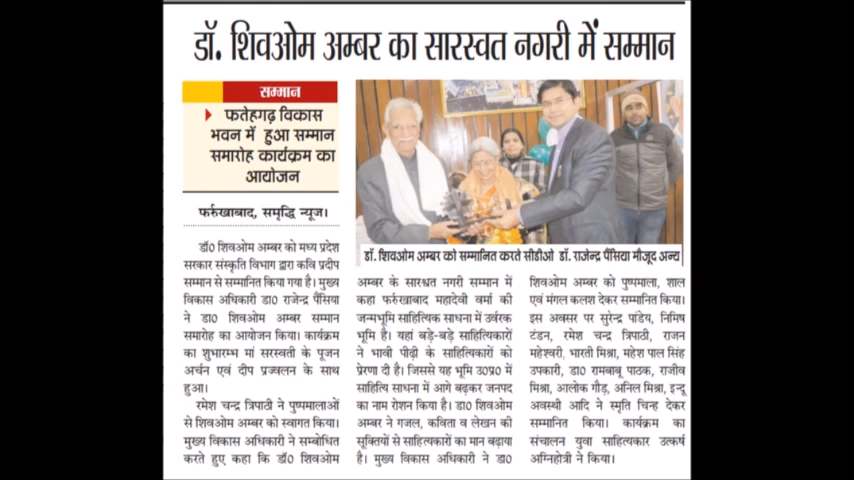 डॉ. शिवओम अम्बर का सारस्वत नगरी में सम्मान
सम्मान
फतेहगढ़ विकास
भवन में हुआ सम्मान
समारोह कार्यक्रम का
आयोजन
फर्रुखाबाद, समृद्धि न्यूज।
डॉ0 शिवओम अम्बर को मध्य प्रदेश
सरकार संस्कृति विभाग द्वारा कवि प्रदीप
सम्मान से सम्मानित किया गया है। मुख्य
विकास अधिकारी डा0 राजेन्द्र पैंसिया
ने डा0 शिवओम अम्बर सम्मान
समारोह का आयोजन किया। कार्यक्रम
का शुभारम्भ मां सरस्वती के पूजन
अर्चन एवं दीप प्रज्वलन के साथ
हुआ।
रमेश चन्द्र त्रिपाठी ने पुष्पमालाओं
से शिवओम अम्बर को स्वागत किया।
मुख्य विकास अधिकारी ने सम्बोधित
करते हुए कहा कि डॉ0 शिवओम
डॉ. शिवओम अम्बर को सम्मानित करते सीडीओ डॉ. राजेन्द्र पैंसिया मौजूद अन्य
अम्बर के सारश्वत नगरी सम्मान में
कहा फर्रुखाबाद महादेवी वर्मा की
जन्मभूमि साहित्यिक साधना में उर्वरक
भूमि है। यहां बड़े-बड़े साहित्यिकारों
ने भावी पीढ़ी के साहित्यिकारों को
प्रेरणा दी है। जिससे यह भूमि उ0प्र0 में
साहित्यि साधना में आगे बढ़कर जनपद
का नाम रोशन किया है। डा0 शिवओम
अम्बर ने गजल, कविता व लेखन की
सूक्तियों से साहित्यकारों का मान बढ़ाया
है। मुख्य विकास अधिकारी ने डा0
शिवओम अम्बर को पुष्पमाला, शाल
एवं मंगल कलश देकर सम्मानित किया।
इस अवसर पर सुरेन्द्र पांडेय, निमिष
टंडन, रमेश चन्द्र त्रिपाठी, राजन
महेश्वरी, भारती मिश्रा, महेश पाल सिंह
उपकारी, डा0 रामबाबू पाठक, राजीव
मिश्रा, आलोक गौड़, अनिल मिश्रा, इन्दू
अवस्थी आदि ने स्मृति चिन्ह देकर
सम्मानित किया। कार्यक्रम का
संचालन युवा साहित्यकार उत्कर्ष
अग्निहोत्री ने किया।